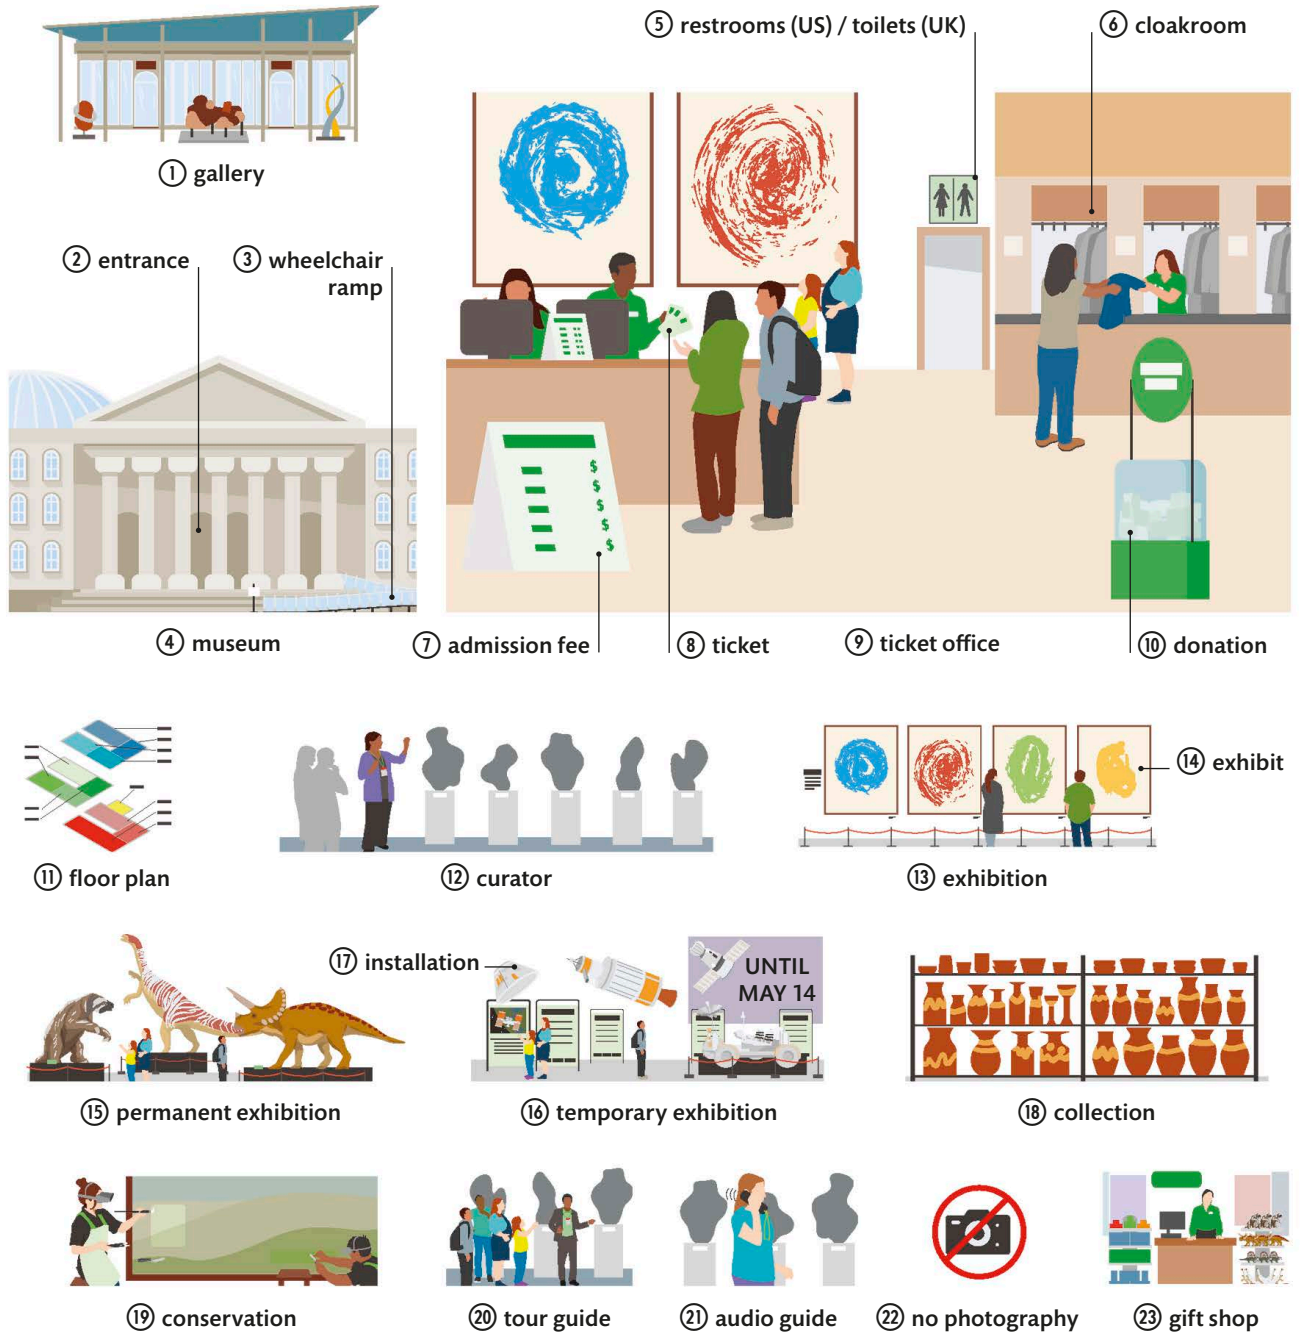 ⑤ restrooms (US) / toilets (UK)
⑥ cloakroom
① gallery
② entrance
③ wheelchair
ramp
$
$
$
$
$
④ museum
⑦ admission fee
⑧ ticket
⑨ ticket office
⑩ donation
⑭ exhibit
⑪ floor plan
⑫ curator
⑬ exhibition
⑰ installation
UNTIL
MAY 14
⑮ permanent exhibition
⑯ temporary exhibition
⑱ collection
⑲ conservation
⑳ tour guide
㉑ audio guide
㉒ no photography
㉓ gift shop